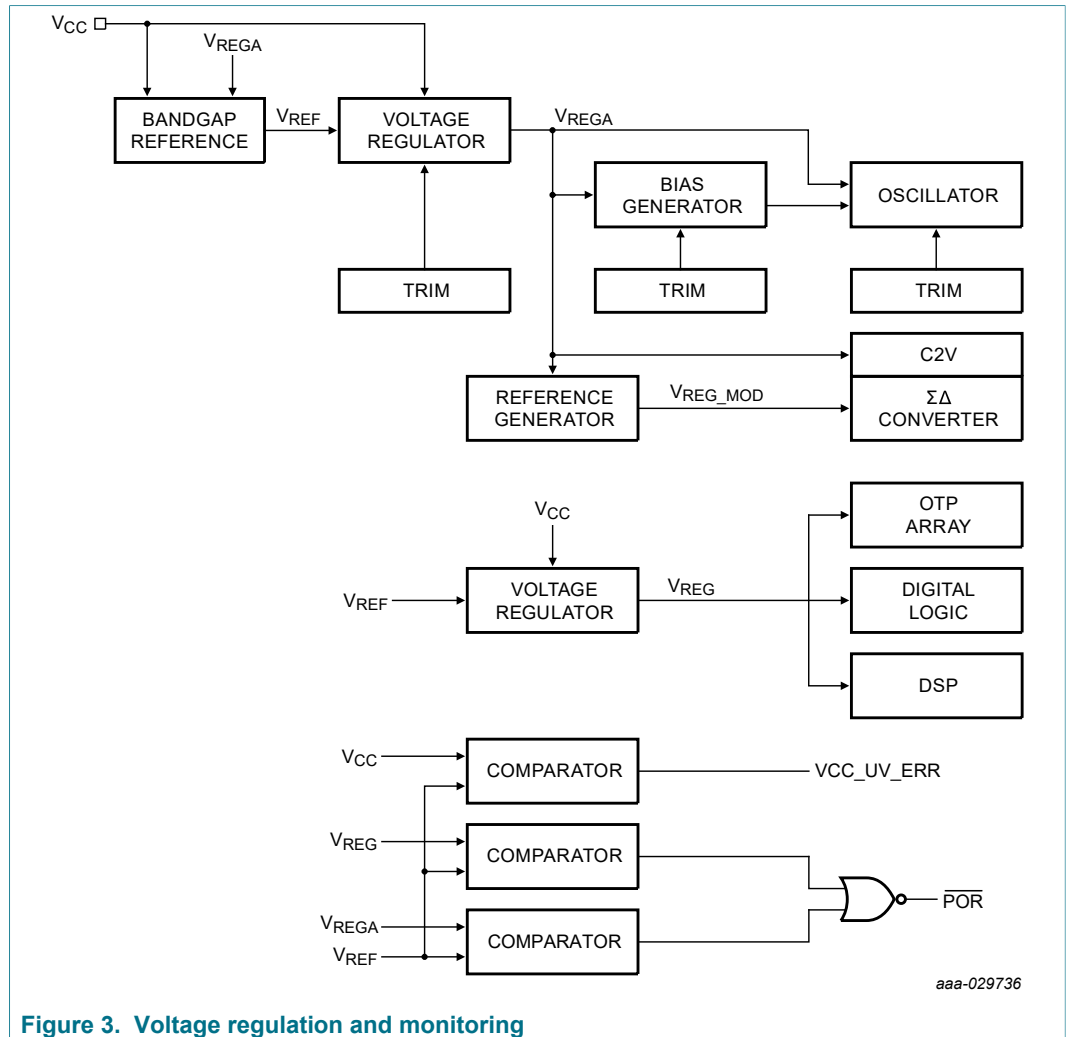 VCC
VREGA
BANDGAP
REFERENCE
VREF
VOLTAGE
REGULATOR
VREGA
BIAS
GENERATOR
OSCILLATOR
TRIM
TRIM
TRIM
C2V
REFERENCE
GENERATOR
VREG_MOD
ΣΔ
CONVERTER
VCC
OTP
ARRAY
VREF
VOLTAGE
REGULATOR
VREG
DIGITAL
LOGIC
DSP
VCC
COMPARATOR
VCC_UV_ERR
VREG
COMPARATOR
POR
VREGA
VREF
COMPARATOR
aaa-029736
Figure 3. Voltage regulation and monitoring